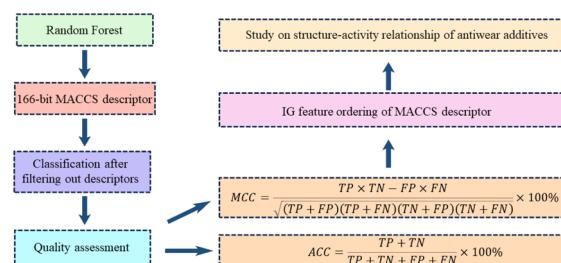 Random Forest
166-bit MACCS descriptor
Classification after
filtering out descriptors
Quality assessment
Study on structure-activity relationship of antiwear additives
IG feature ordering of MACCS descriptor
MCC = TP × TN − FP × FN / √(TP + FP)(TP + FN)(TN + FP)(TN + FN) × 100%
ACC = TP + TN / TP + TN + FP + FN × 100%